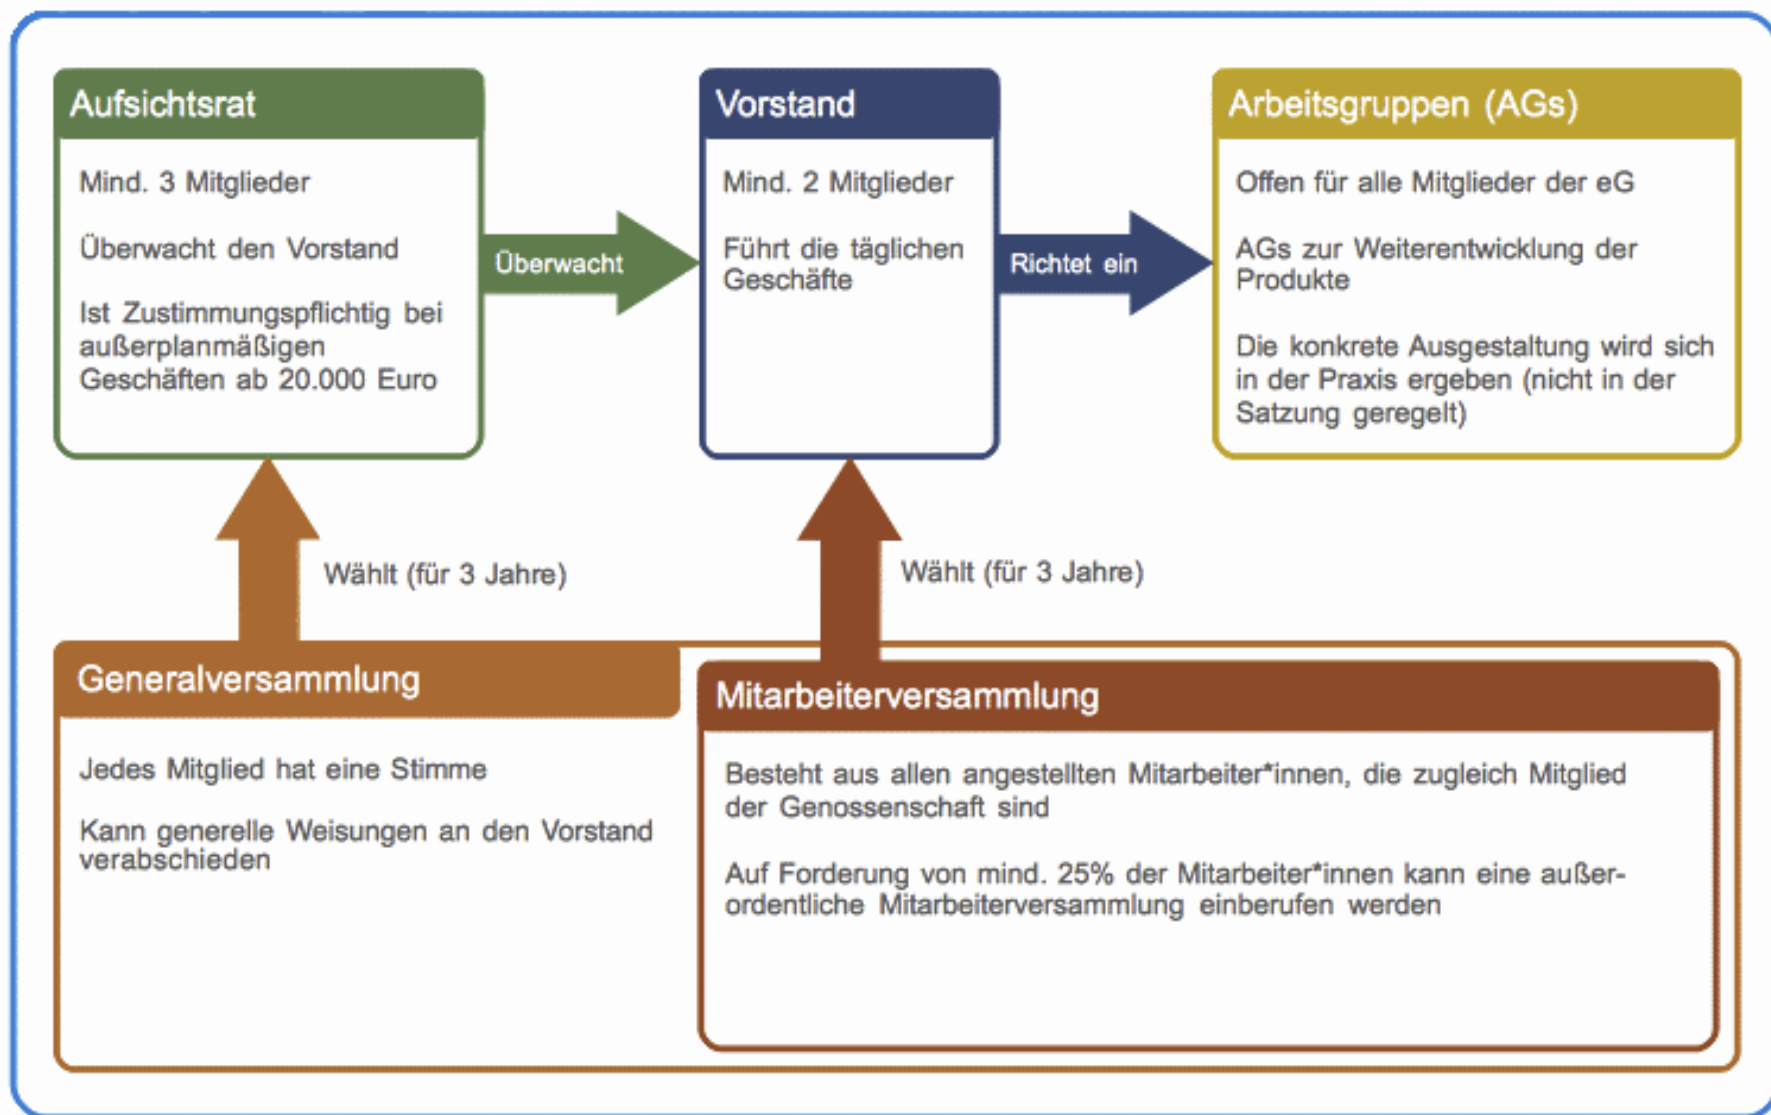 Aufsichtsrat
Mind. 3 Mitglieder
Überwacht den Vorstand
Ist Zustimmungspflichtig bei
außerplanmäßigen
Geschäften ab 20.000 Euro
Überwacht
Vorstand
Mind. 2 Mitglieder
Führt die täglichen
Geschäfte
Richtet ein
Arbeitsgruppen (AGs)
Offen für alle Mitglieder der eG
AGs zur Weiterentwicklung der
Produkte
Die konkrete Ausgestaltung wird sich
in der Praxis ergeben (nicht in der
Satzung geregelt)
Wählt (für 3 Jahre)
Wählt (für 3 Jahre)
Generalversammlung
Jedes Mitglied hat eine Stimme
Kann generelle Weisungen an den Vorstand
verabschieden
Mitarbeiterversammlung
Besteht aus allen angestellten Mitarbeiter*innen, die zugleich Mitglied
der Genossenschaft sind
Auf Forderung von mind. 25% der Mitarbeiter*innen kann eine außer-
ordentliche Mitarbeiterversammlung einberufen werden